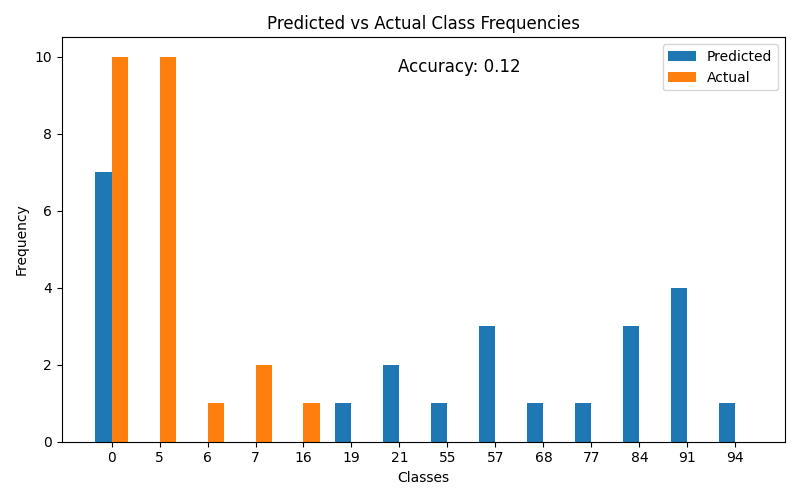 Predicted vs Actual Class Frequencies
Accuracy: 0.12
Predicted
Actual
Frequency
10
8
6
4
2
0
0 5 6 7 16 19 21 55 57 68 77 84 91 94
Classes